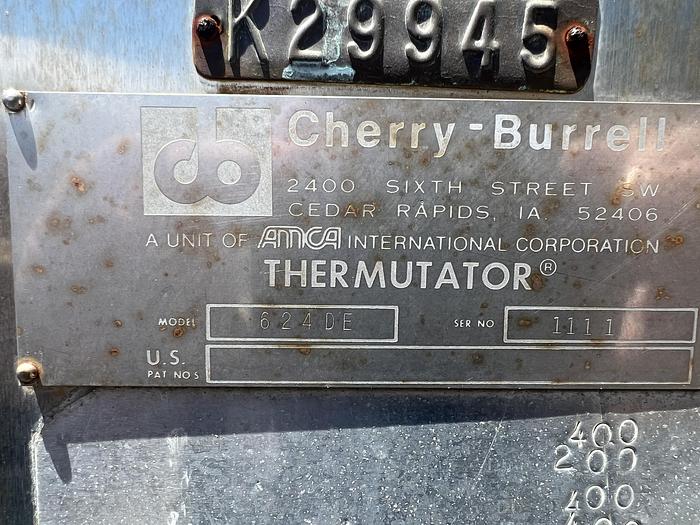 K29945
cb
Cherry-Burrell
2400 SIXTH STREET SW
CEDAR RAPIDS, IA. 52406
A UNIT OF AMCA INTERNATIONAL CORPORATION
THERMUTATOR®
MODEL 624DE SER NO 1111
U.S.
PAT NOS
400
200
400